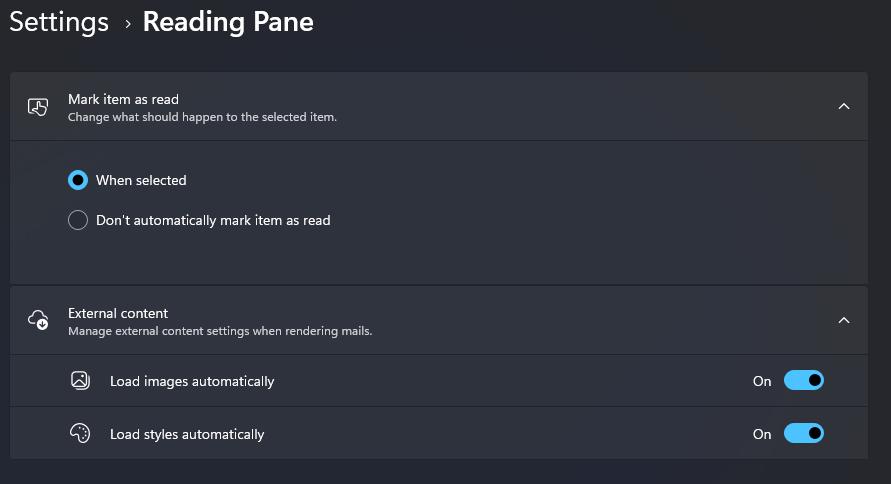 Settings › Reading Pane
Mark item as read
Change what should happen to the selected item.
When selected
Don't automatically mark item as read
External content
Manage external content settings when rendering mails.
Load images automatically On
Load styles automatically On